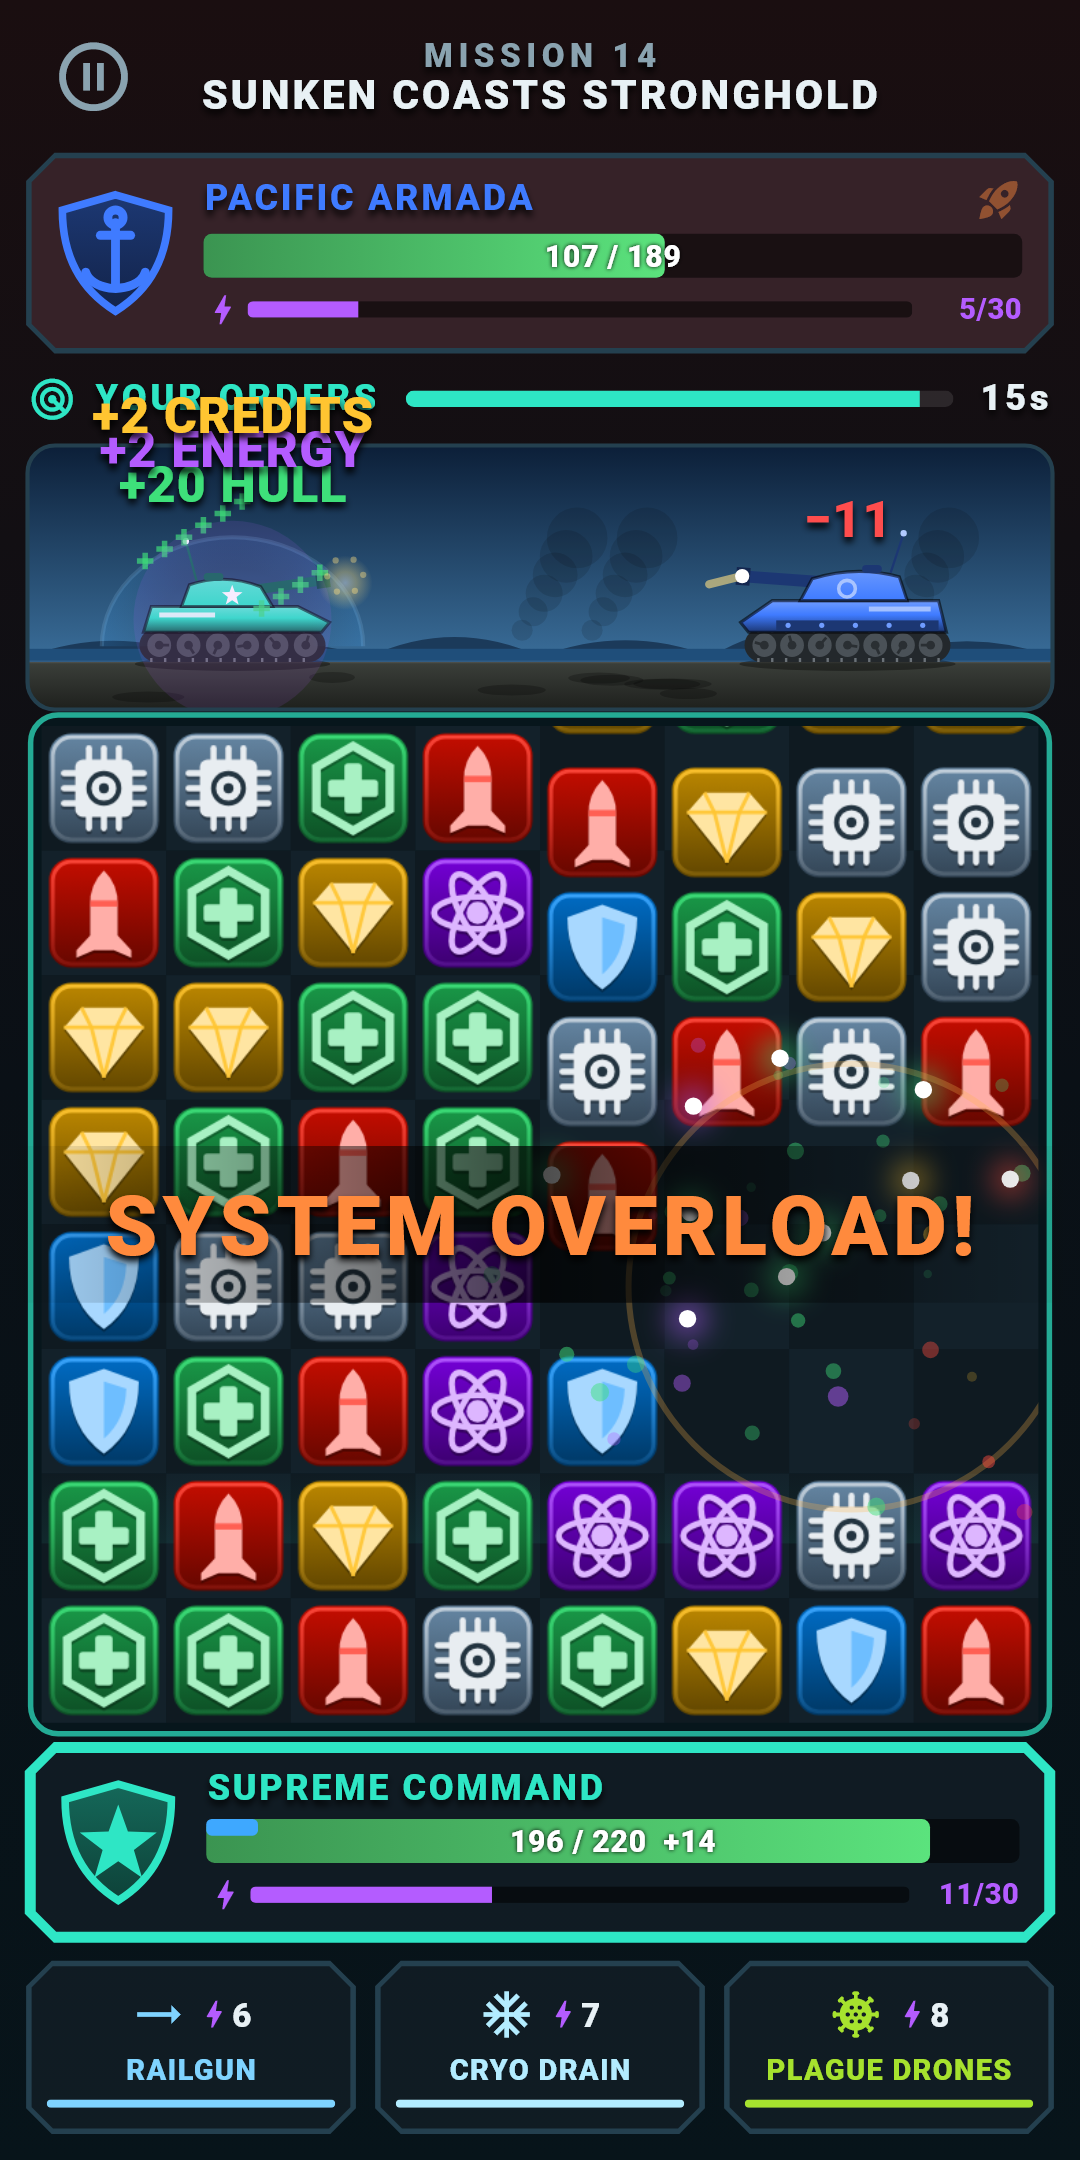 MISSION 14
SUNKEN COASTS STRONGHOLD
PACIFIC ARMADA
107 / 189
5/30
YOUR ORDERS
15s
+2 CREDITS
+2 ENERGY
+20 HULL
-11
SYSTEM OVERLOAD!
SUPREME COMMAND
196 / 220 +14
11/30
6
7
8
RAILGUN
CRYO DRAIN
PLAGUE DRONES